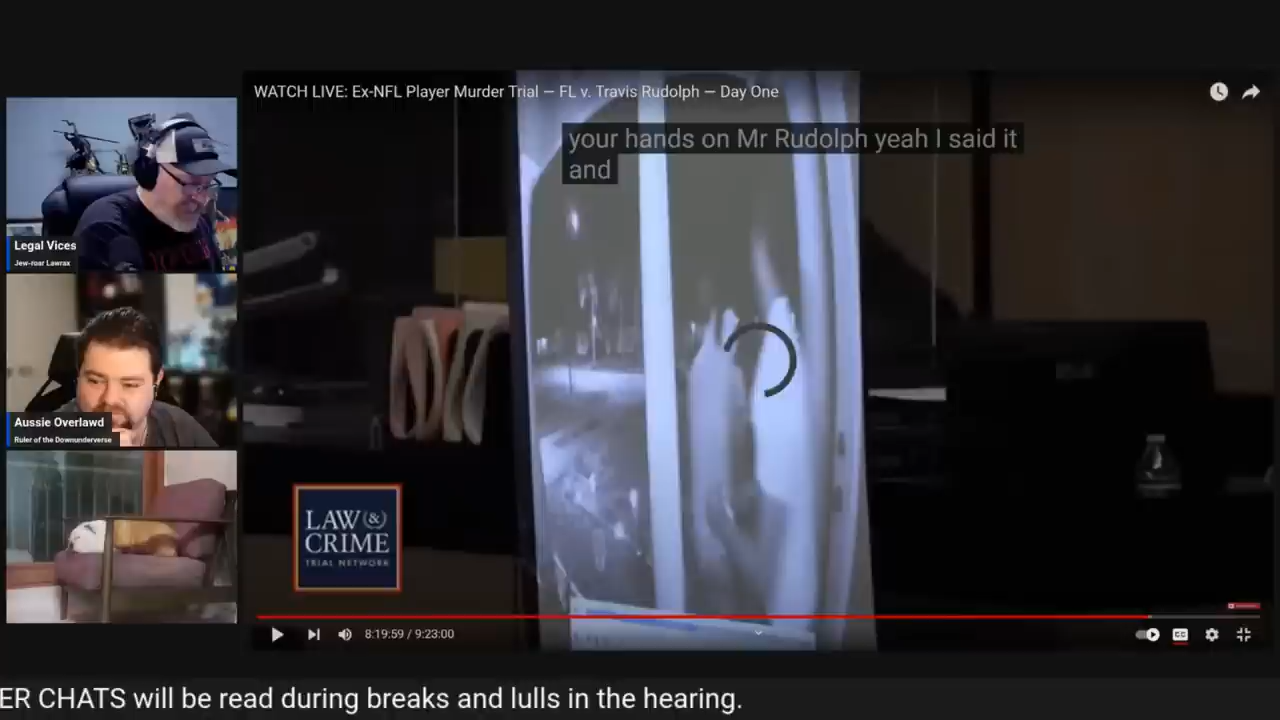 WATCH LIVE: Ex-NFL Player Murder Trial — FL v. Travis Rudolph — Day One
your hands on Mr Rudolph yeah I said it
and
Legal Vices
Jew-roar Lawrax
Aussie Overlawd
Ruler of the Downunderverse
LAW &
CRIME
TRIAL NETWORK
8:19:59 / 9:23:00
CC
ER CHATS will be read during breaks and lulls in the hearing.